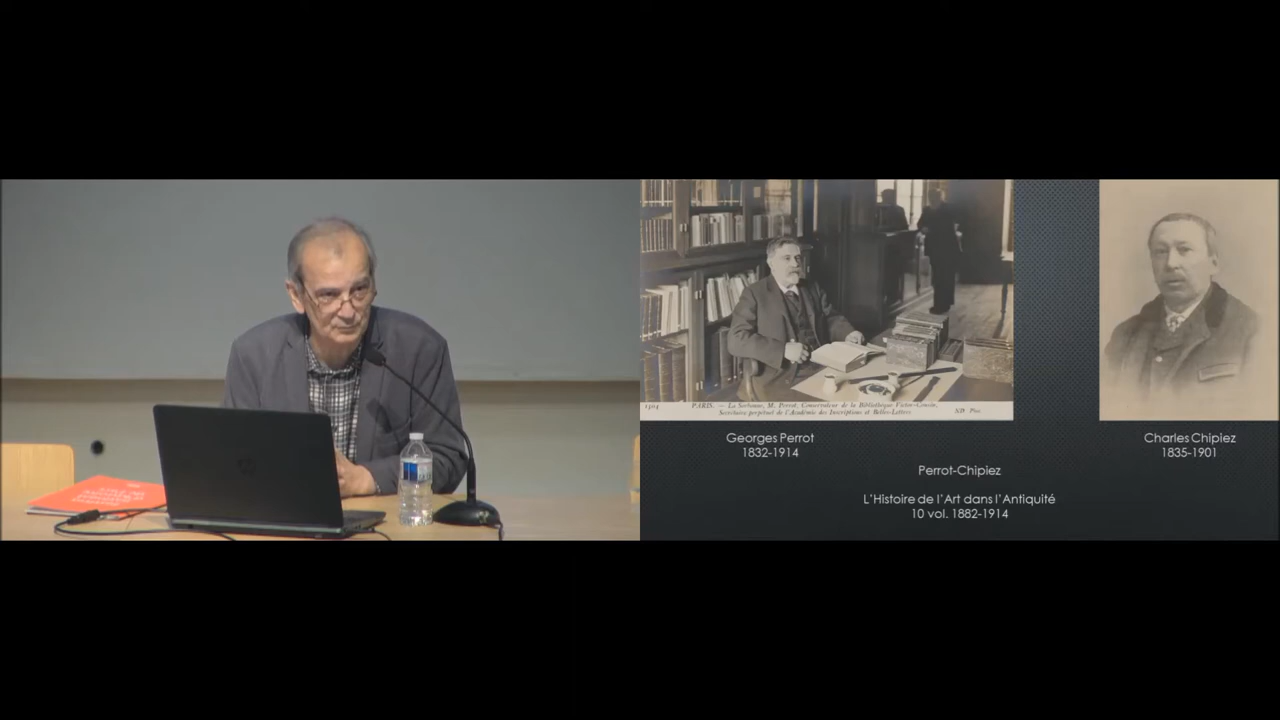 1304 PARIS. — La Sorbonne, M. Perrot, Conservateur de la Bibliothèque Victor-Cousin,
Secrétaire perpétuel de l'Académie des Inscriptions et Belles-Lettres. ND Phot.
Georges Perrot
1832-1914
Charles Chipiez
1835-1901
Perrot-Chipiez
L'Histoire de l'Art dans l'Antiquité
10 vol. 1882-1914